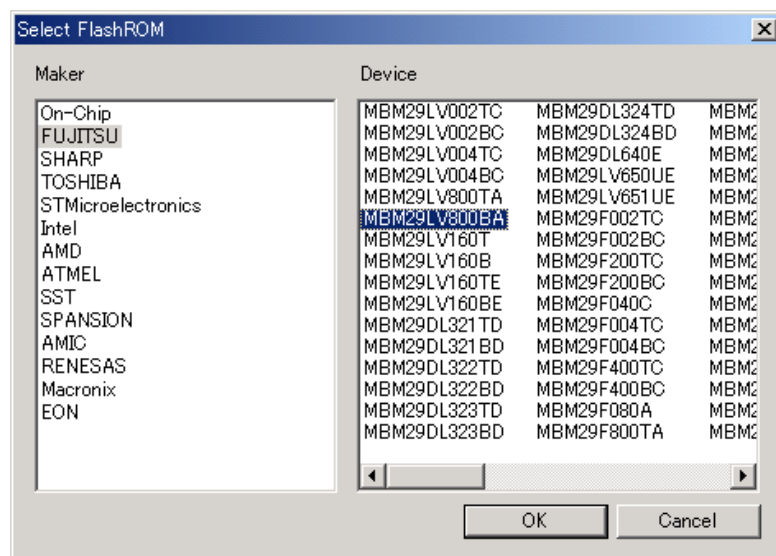 Select FlashROM
Maker
Device
On-Chip
FUJITSU
SHARP
TOSHIBA
STMicroelectronics
Intel
AMD
ATMEL
SST
SPANSION
AMIC
RENESAS
Macronix
EON
MBM29LV002TC
MBM29LV002BC
MBM29LV004TC
MBM29LV004BC
MBM29LV800TA
MBM29LV800BA
MBM29LV160T
MBM29LV160B
MBM29LV160TE
MBM29LV160BE
MBM29DL321TD
MBM29DL321BD
MBM29DL322TD
MBM29DL322BD
MBM29DL323TD
MBM29DL323BD
MBM29DL324TD
MBM29DL324BD
MBM29DL640E
MBM29LV650UE
MBM29LV651UE
MBM29F002TC
MBM29F002BC
MBM29F200TC
MBM29F200BC
MBM29F040C
MBM29F004TC
MBM29F004BC
MBM29F400TC
MBM29F400BC
MBM29F080A
MBM29F800TA
OK
Cancel